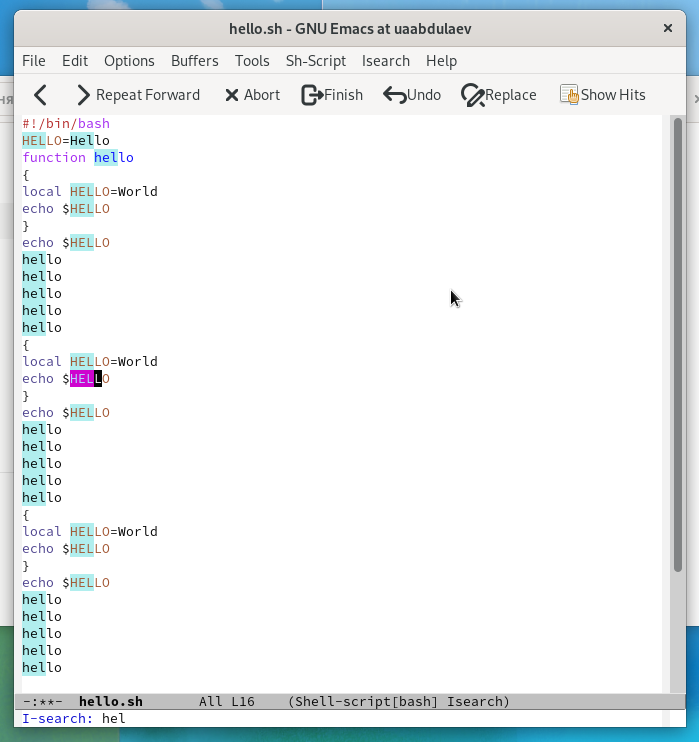 hello.sh - GNU Emacs at uaabdulaev
File Edit Options Buffers Tools Sh-Script Isearch Help
Repeat Forward Abort Finish Undo Replace Show Hits
#!/bin/bash
HELLO=Hello
function hello
{
local HELLO=World
echo $HELLO
}
echo $HELLO
hello
hello
hello
hello
hello
{
local HELLO=World
echo $HELLO
}
echo $HELLO
hello
hello
hello
hello
hello
{
local HELLO=World
echo $HELLO
}
echo $HELLO
hello
hello
hello
hello
hello
-:**- hello.sh All L16 (Shell-script[bash] Isearch)
I-search: hel